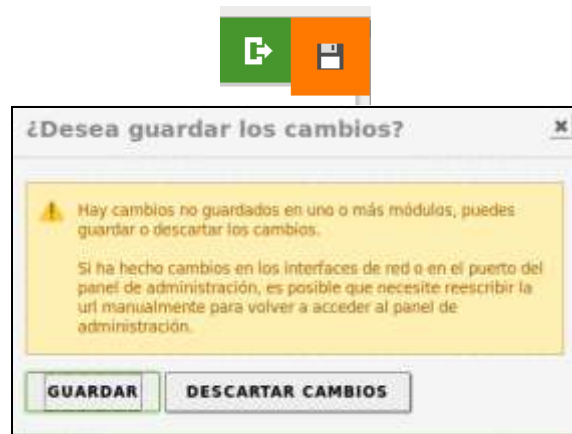 ¿Desea guardar los cambios?
Hay cambios no guardados en uno o más módulos, puedes
guardar o descartar los cambios.
Si ha hecho cambios en los interfaces de red o en el puerto del
panel de administración, es posible que necesite reescribir la
url manualmente para volver a acceder al panel de
administración.
GUARDAR DESCARTAR CAMBIOS